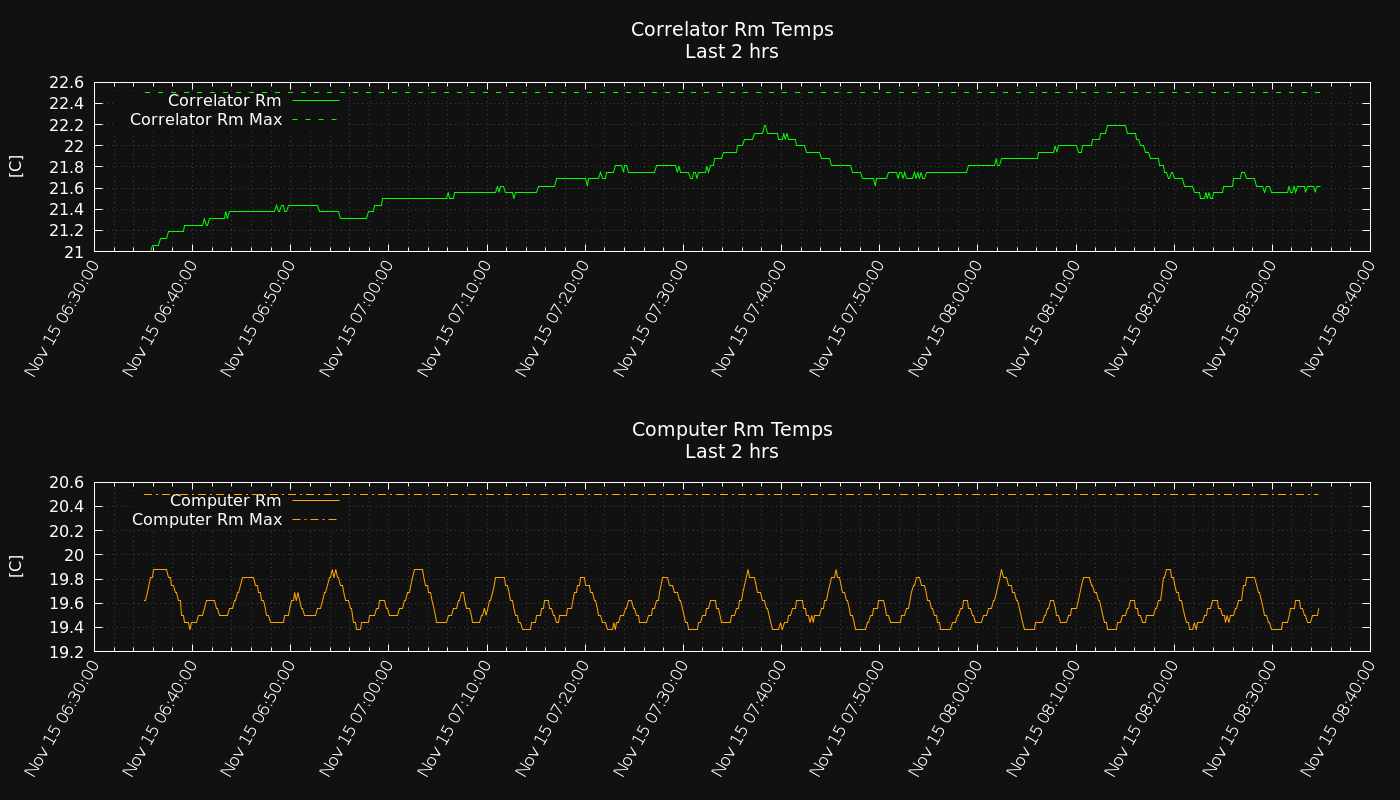 Correlator Rm Temps
Last 2 hrs
[C]
22.6
22.4
22.2
22
21.8
21.6
21.4
21.2
21
Correlator Rm
Correlator Rm Max
Nov 15 06:30:00
Nov 15 06:40:00
Nov 15 06:50:00
Nov 15 07:00:00
Nov 15 07:10:00
Nov 15 07:20:00
Nov 15 07:30:00
Nov 15 07:40:00
Nov 15 07:50:00
Nov 15 08:00:00
Nov 15 08:10:00
Nov 15 08:20:00
Nov 15 08:30:00
Nov 15 08:40:00
Computer Rm Temps
Last 2 hrs
[C]
20.6
20.4
20.2
20
19.8
19.6
19.4
19.2
Computer Rm
Computer Rm Max
Nov 15 06:30:00
Nov 15 06:40:00
Nov 15 06:50:00
Nov 15 07:00:00
Nov 15 07:10:00
Nov 15 07:20:00
Nov 15 07:30:00
Nov 15 07:40:00
Nov 15 07:50:00
Nov 15 08:00:00
Nov 15 08:10:00
Nov 15 08:20:00
Nov 15 08:30:00
Nov 15 08:40:00